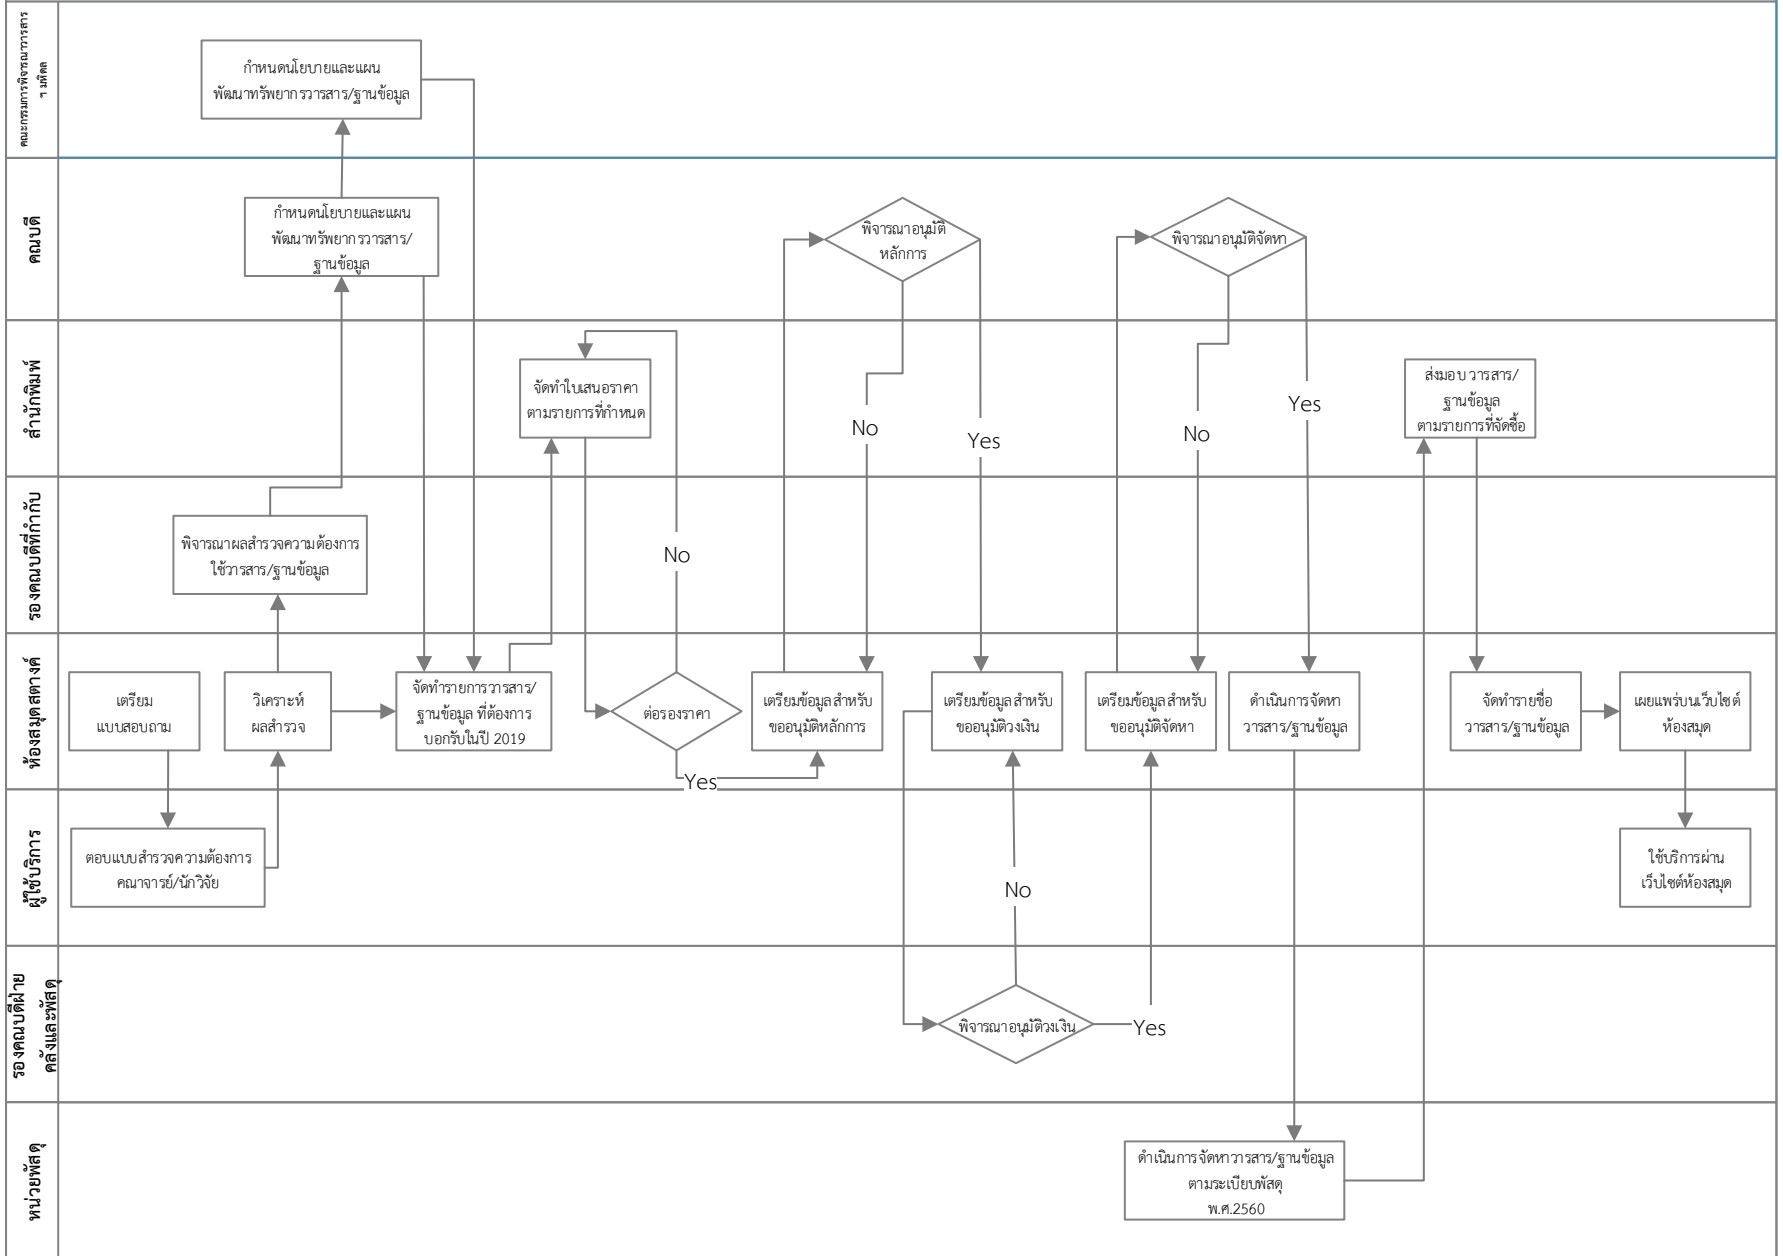 คณะกรรมการพิจารณาวารสาร
ฯ มหิดล
กำหนดนโยบายและแผน
พัฒนาทรัพยากรวารสาร/ฐานข้อมูล
คณบดี
กำหนดนโยบายและแผน
พัฒนาทรัพยากรวารสาร/
ฐานข้อมูล
พิจารณาอนุมัติ
หลักการ
พิจารณาอนุมัติจัดหา
สำนักพิมพ์
จัดทำใบเสนอราคา
ตามรายการที่กำหนด
No
Yes
No
Yes
ส่งมอบ วารสาร/
ฐานข้อมูล
ตามรายการที่จัดซื้อ
รองคณบดีที่กำกับ
พิจารณาผลสำรวจความต้องการ
ใช้วารสาร/ฐานข้อมูล
No
ห้องสมุดสตางค์
เตรียม
แบบสอบถาม
วิเคราะห์
ผลสำรวจ
จัดทำรายการวารสาร/
ฐานข้อมูล ที่ต้องการ
บอกรับในปี 2019
ต่อรองราคา
Yes
เตรียมข้อมูลสำหรับ
ขออนุมัติหลักการ
เตรียมข้อมูลสำหรับ
ขออนุมัติวงเงิน
เตรียมข้อมูลสำหรับ
ขออนุมัติจัดหา
ดำเนินการจัดหา
วารสาร/ฐานข้อมูล
จัดทำรายชื่อ
วารสาร/ฐานข้อมูล
เผยแพร่บนเว็บไซต์
ห้องสมุด
ผู้ใช้บริการ
ตอบแบบสำรวจความต้องการ
คณาจารย์/นักวิจัย
No
ใช้บริการผ่าน
เว็บไซต์ห้องสมุด
รองคณบดีฝ่าย
คลังและพัสดุ
พิจารณาอนุมัติวงเงิน
Yes
หน่วยพัสดุ
ดำเนินการจัดหาวารสาร/ฐานข้อมูล
ตามระเบียบพัสดุ
พ.ศ.2560